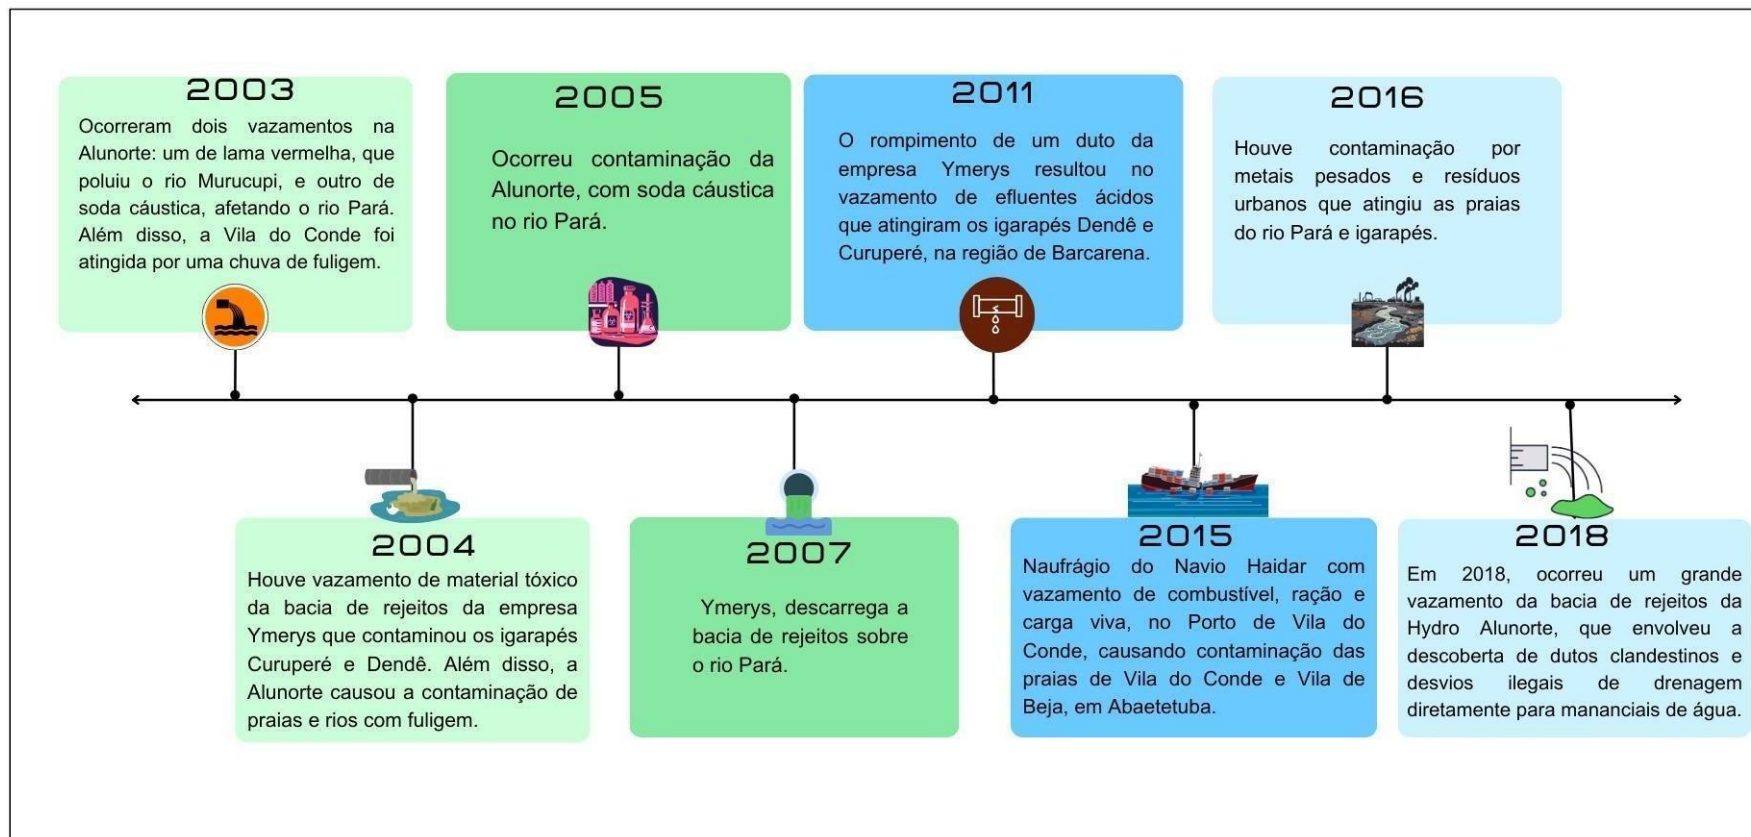 2003
Ocorreram dois vazamentos na
Alunorte: um de lama vermelha, que
poluiu o rio Murucupi, e outro de
soda cáustica, afetando o rio Pará.
Além disso, a Vila do Conde foi
atingida por uma chuva de fuligem.
2005
Ocorreu contaminação da
Alunorte, com soda cáustica
no rio Pará.
2011
O rompimento de um duto da
empresa Ymerys resultou no
vazamento de efluentes ácidos
que atingiram os igarapés Dendê e
Curuperé, na região de Barcarena.
2016
Houve contaminação por
metais pesados e resíduos
urbanos que atingiu as praias
do rio Pará e igarapés.
2004
Houve vazamento de material tóxico
da bacia de rejeitos da empresa
Ymerys que contaminou os igarapés
Curuperé e Dendê. Além disso, a
Alunorte causou a contaminação de
praias e rios com fuligem.
2007
Ymerys, descarrega a
bacia de rejeitos sobre
o rio Pará.
2015
Naufrágio do Navio Haidar com
vazamento de combustível, ração e
carga viva, no Porto de Vila do
Conde, causando contaminação das
praias de Vila do Conde e Vila de
Beja, em Abaetetuba.
2018
Em 2018, ocorreu um grande
vazamento da bacia de rejeitos da
Hydro Alunorte, que envolveu a
descoberta de dutos clandestinos e
desvios ilegais de drenagem
diretamente para mananciais de água.